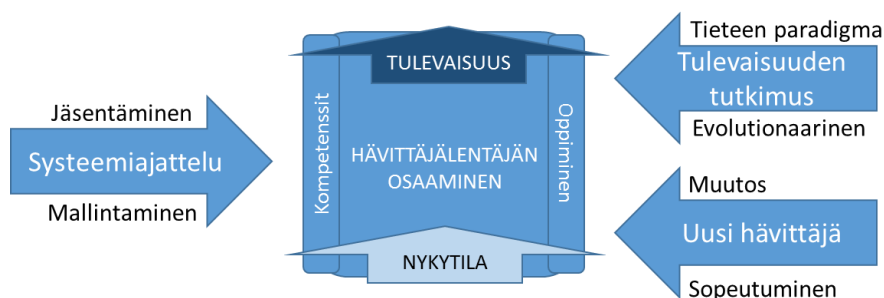 Jäsentäminen
Systeemiajattelu
Mallintaminen
Kompetenssit
TULEVAISUUS
HÄVITTÄJÄLENTÄJÄN
OSAAMINEN
NYKYTILA
Oppiminen
Tieteen paradigma
Tulevaisuuden
tutkimus
Evolutionaarinen
Muutos
Uusi hävittäjä
Sopeutuminen